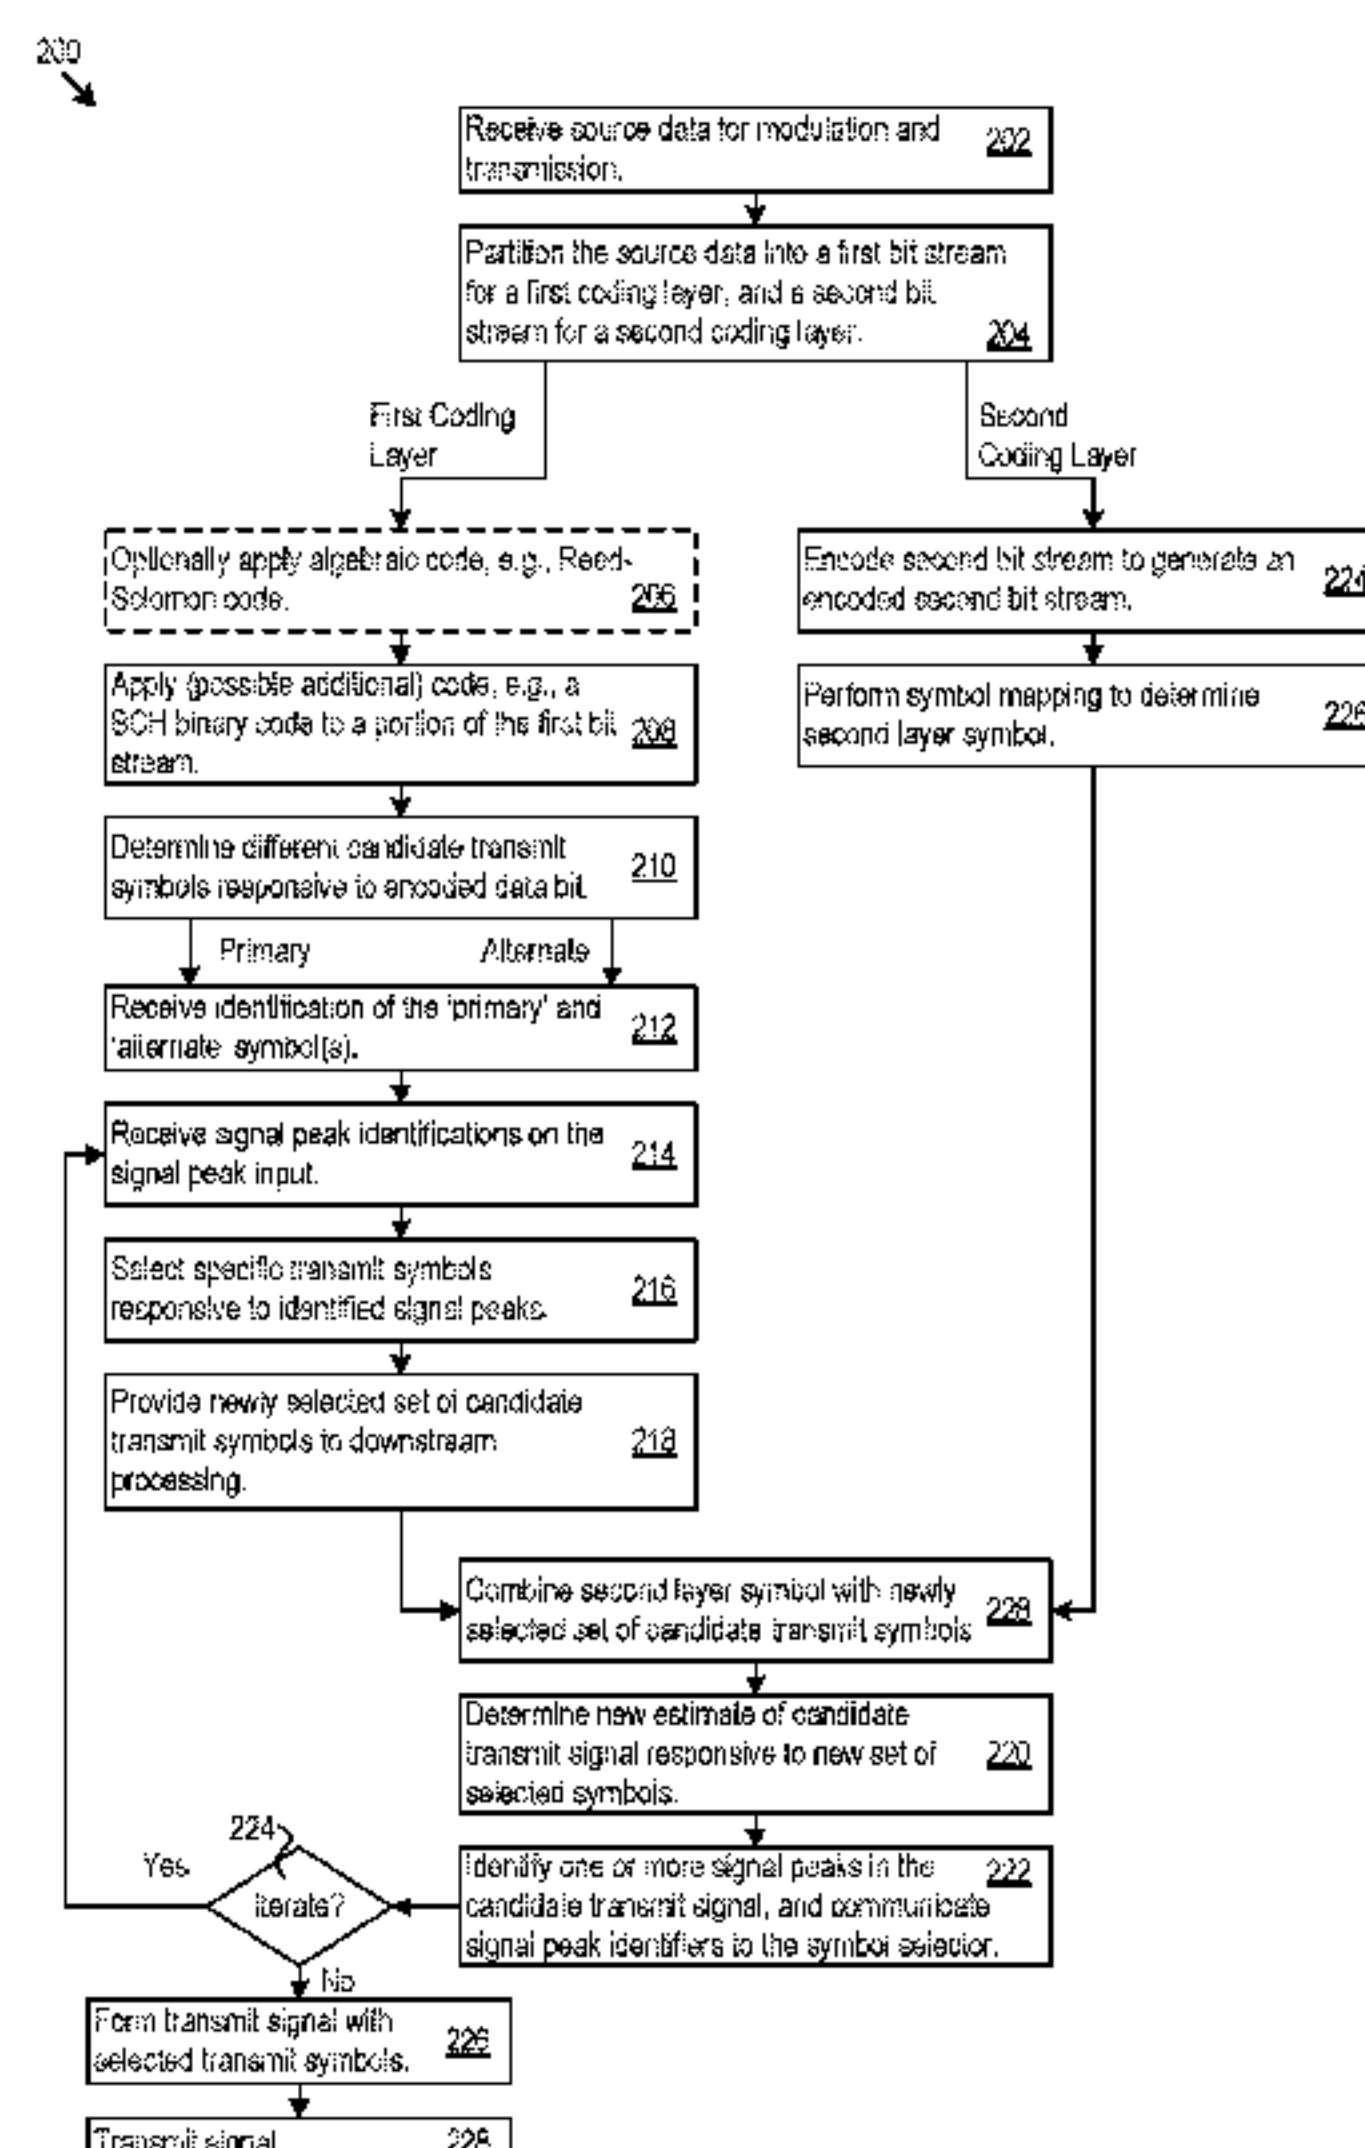 200
Receive source data for modulation and
transmission.
202
Partition the source data into a first bit stream
for a first coding layer, and a second bit
stream for a second coding layer.
204
First Coding
Layer
Second
Coding Layer
Optionally apply algebraic code, e.g., Reed-
Solomon code.
206
Apply (possible additional) code, e.g., a
SCH binary code to a portion of the first bit
stream.
208
Determine different candidate transmit
symbols responsive to encoded data bit.
210
Primary
Alternate
Receive identification of the 'primary' and
'alternate' symbol(s).
212
Receive signal peak identifications on the
signal peak input.
214
Select specific transmit symbols
responsive to identified signal peaks.
216
Provide newly selected set of candidate
transmit symbols to downstream
processing.
218
Encode second bit stream to generate an
encoded second bit stream.
224
Perform symbol mapping to determine
second layer symbol.
226
Combine second layer symbol with newly
selected set of candidate transmit symbols
228
Determine new estimate of candidate
transmit signal responsive to new set of
selected symbols.
220
Identify one or more signal peaks in the
candidate transmit signal, and communicate
signal peak identifiers to the symbol selector.
222
224
Iterate?
Yes
No
Form transmit signal with
selected transmit symbols.
226
Transmit signal
228